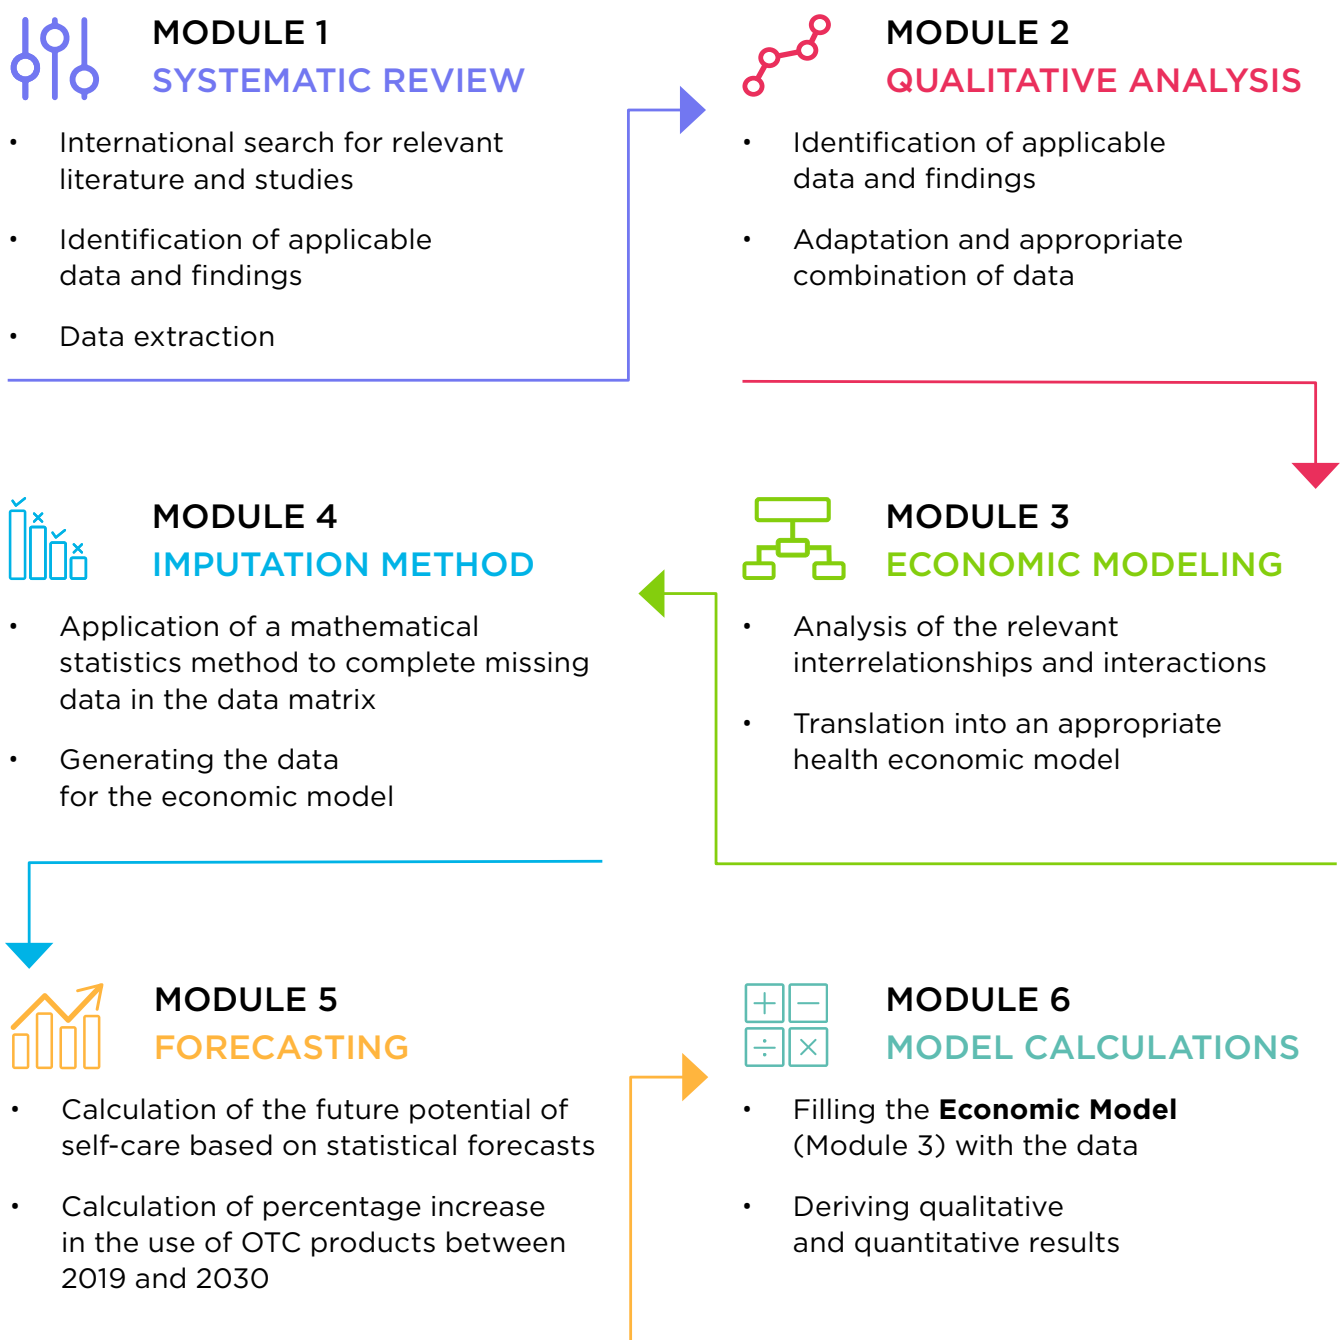 MODULE 1
SYSTEMATIC REVIEW
• International search for relevant
literature and studies
• Identification of applicable
data and findings
• Data extraction
MODULE 2
QUALITATIVE ANALYSIS
• Identification of applicable
data and findings
• Adaptation and appropriate
combination of data
MODULE 3
ECONOMIC MODELING
• Analysis of the relevant
interrelationships and interactions
• Translation into an appropriate
health economic model
MODULE 4
IMPUTATION METHOD
• Application of a mathematical
statistics method to complete missing
data in the data matrix
• Generating the data
for the economic model
MODULE 5
FORECASTING
• Calculation of the future potential of
self-care based on statistical forecasts
• Calculation of percentage increase
in the use of OTC products between
2019 and 2030
MODULE 6
MODEL CALCULATIONS
• Filling the Economic Model
(Module 3) with the data
• Deriving qualitative
and quantitative results